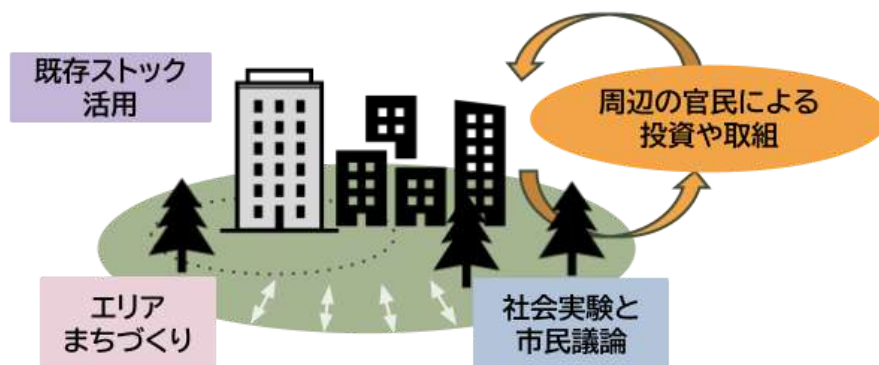 既存ストック
活用
周辺の官民による
投資や取組
エリア
まちづくり
社会実験と
市民議論